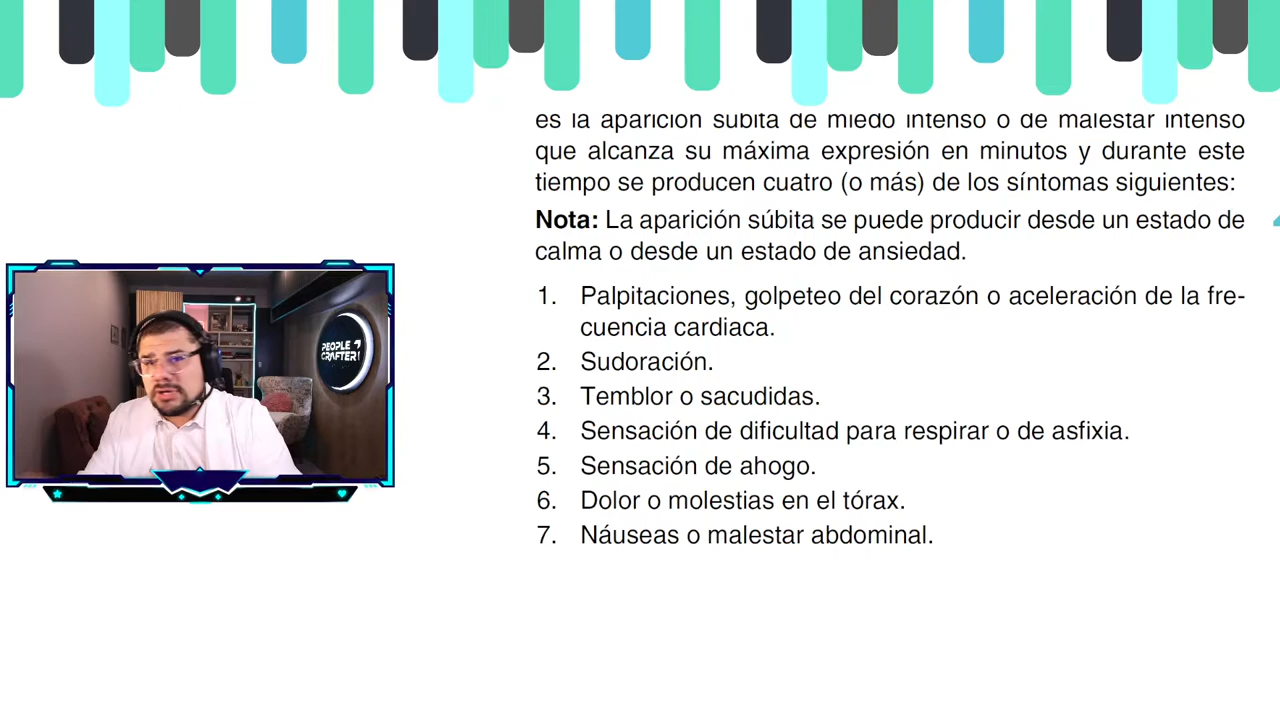 es la aparición súbita de miedo intenso o de malestar intenso
que alcanza su máxima expresión en minutos y durante este
tiempo se producen cuatro (o más) de los síntomas siguientes:
Nota: La aparición súbita se puede producir desde un estado de
calma o desde un estado de ansiedad.
1. Palpitaciones, golpeteo del corazón o aceleración de la fre-
cuencia cardiaca.
2. Sudoración.
3. Temblor o sacudidas.
4. Sensación de dificultad para respirar o de asfixia.
5. Sensación de ahogo.
6. Dolor o molestias en el tórax.
7. Náuseas o malestar abdominal.
PEOPLE
CRAFTER